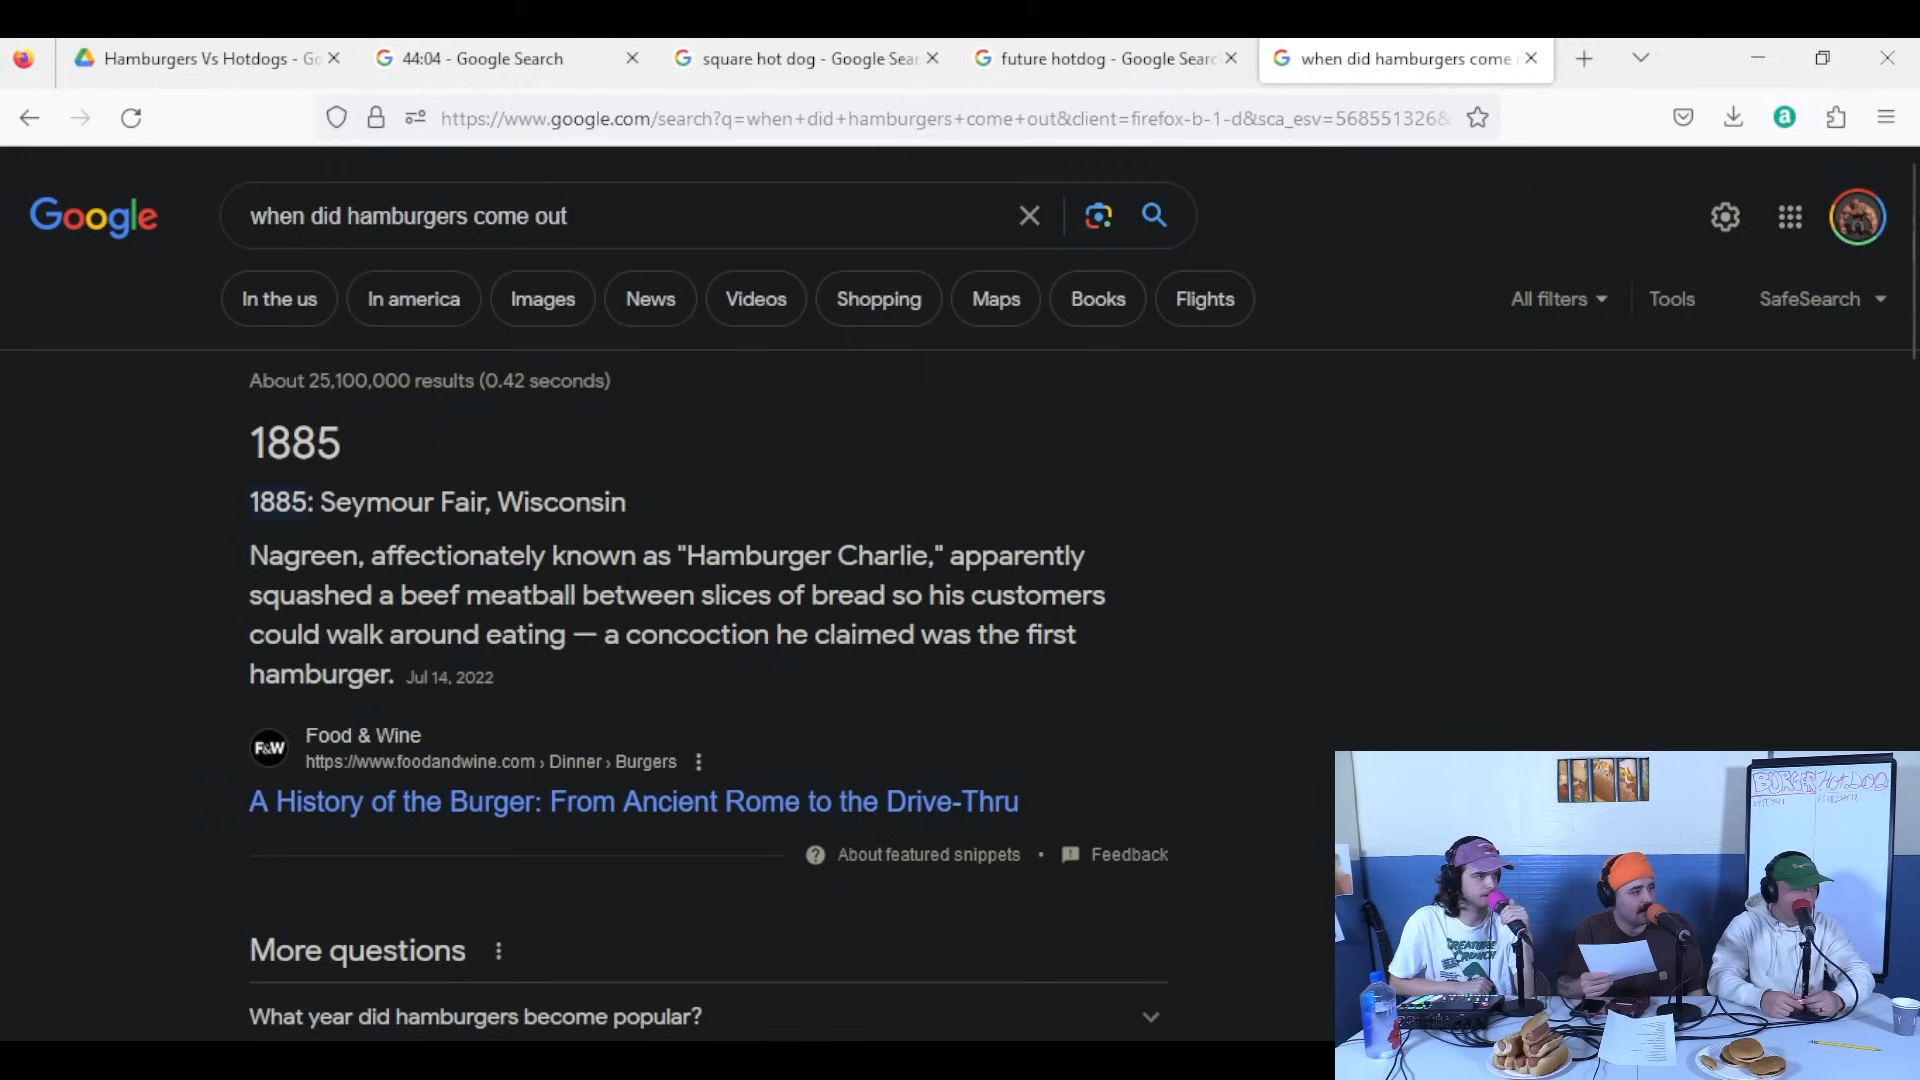 Hamburgers Vs Hotdogs - Go
44:04 - Google Search
square hot dog - Google Sear
future hotdog - Google Search
when did hamburgers come o
https://www.google.com/search?q=when+did+hamburgers+come+out&client=firefox-b-1-d&sca_esv=568551326&
a
Google
when did hamburgers come out
In the us
In america
Images
News
Videos
Shopping
Maps
Books
Flights
All filters
Tools
SafeSearch
About 25,100,000 results (0.42 seconds)
1885
1885: Seymour Fair, Wisconsin
Nagreen, affectionately known as "Hamburger Charlie," apparently
squashed a beef meatball between slices of bread so his customers
could walk around eating — a concoction he claimed was the first
hamburger. Jul 14, 2022
F&W
Food & Wine
https://www.foodandwine.com › Dinner › Burgers
A History of the Burger: From Ancient Rome to the Drive-Thru
About featured snippets • Feedback
More questions
What year did hamburgers become popular?
BURGER HOT DOG
CREATURE
CRUNCH